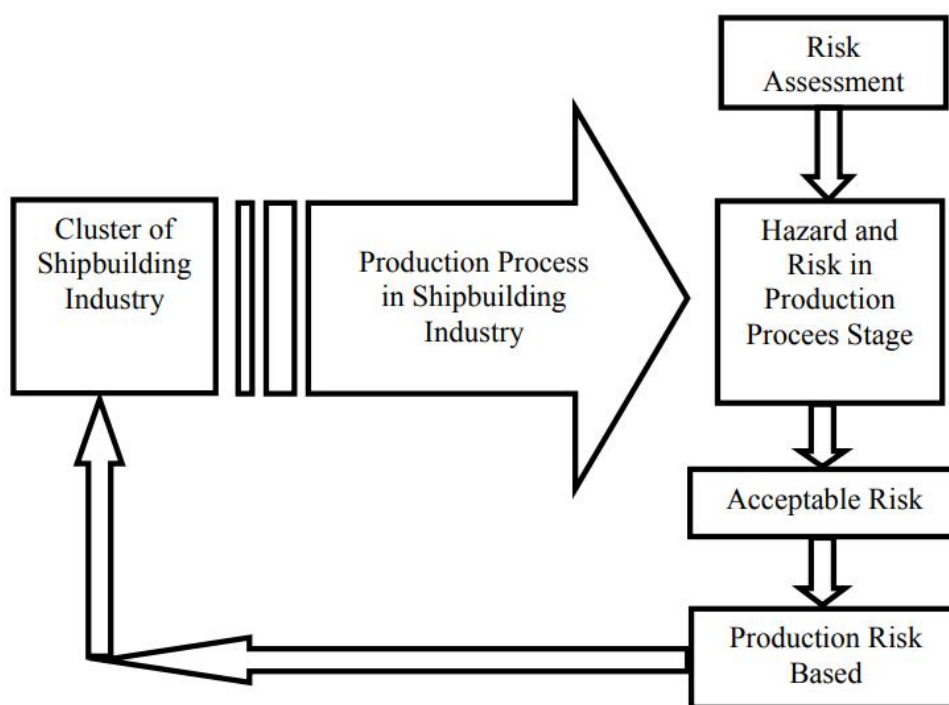 Risk
Assessment
Cluster of
Shipbuilding
Industry
Production Process
in Shipbuilding
Industry
Hazard and
Risk in
Production
Procees Stage
Acceptable Risk
Production Risk
Based